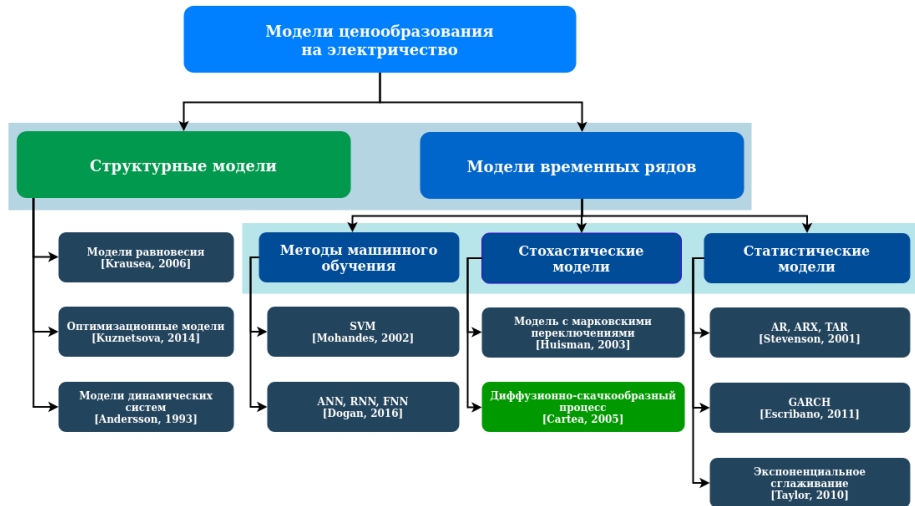 Модели ценообразования
на электричество
Структурные модели
Модели временных рядов
Модели равновесия
[Krausea, 2006]
Оптимизационные модели
[Kuznetsova, 2014]
Модели динамических
систем
[Andersson, 1993]
Методы машинного
обучения
SVM
[Mohandes, 2002]
ANN, RNN, FNN
[Dogan, 2016]
Стохастические
модели
Модель с марковскими
переключениями
[Huisman, 2003]
Диффузионно-скачкообразный
процесс
[Cartea, 2005]
Статистические
модели
AR, ARX, TAR
[Stevenson, 2001]
GARCH
[Escribano, 2011]
Экспоненциальное
сглаживание
[Taylor, 2010]